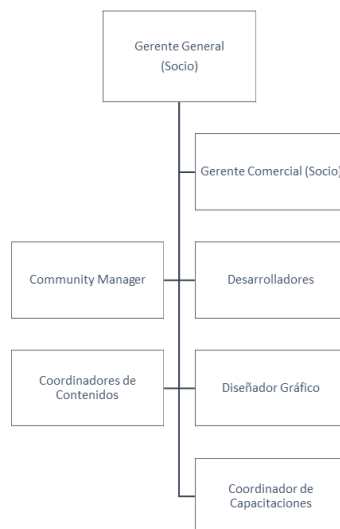 Gerente General
(Socio)
Gerente Comercial (Socio)
Community Manager
Desarrolladores
Coordinadores de
Contenidos
Diseñador Gráfico
Coordinador de
Capacitaciones